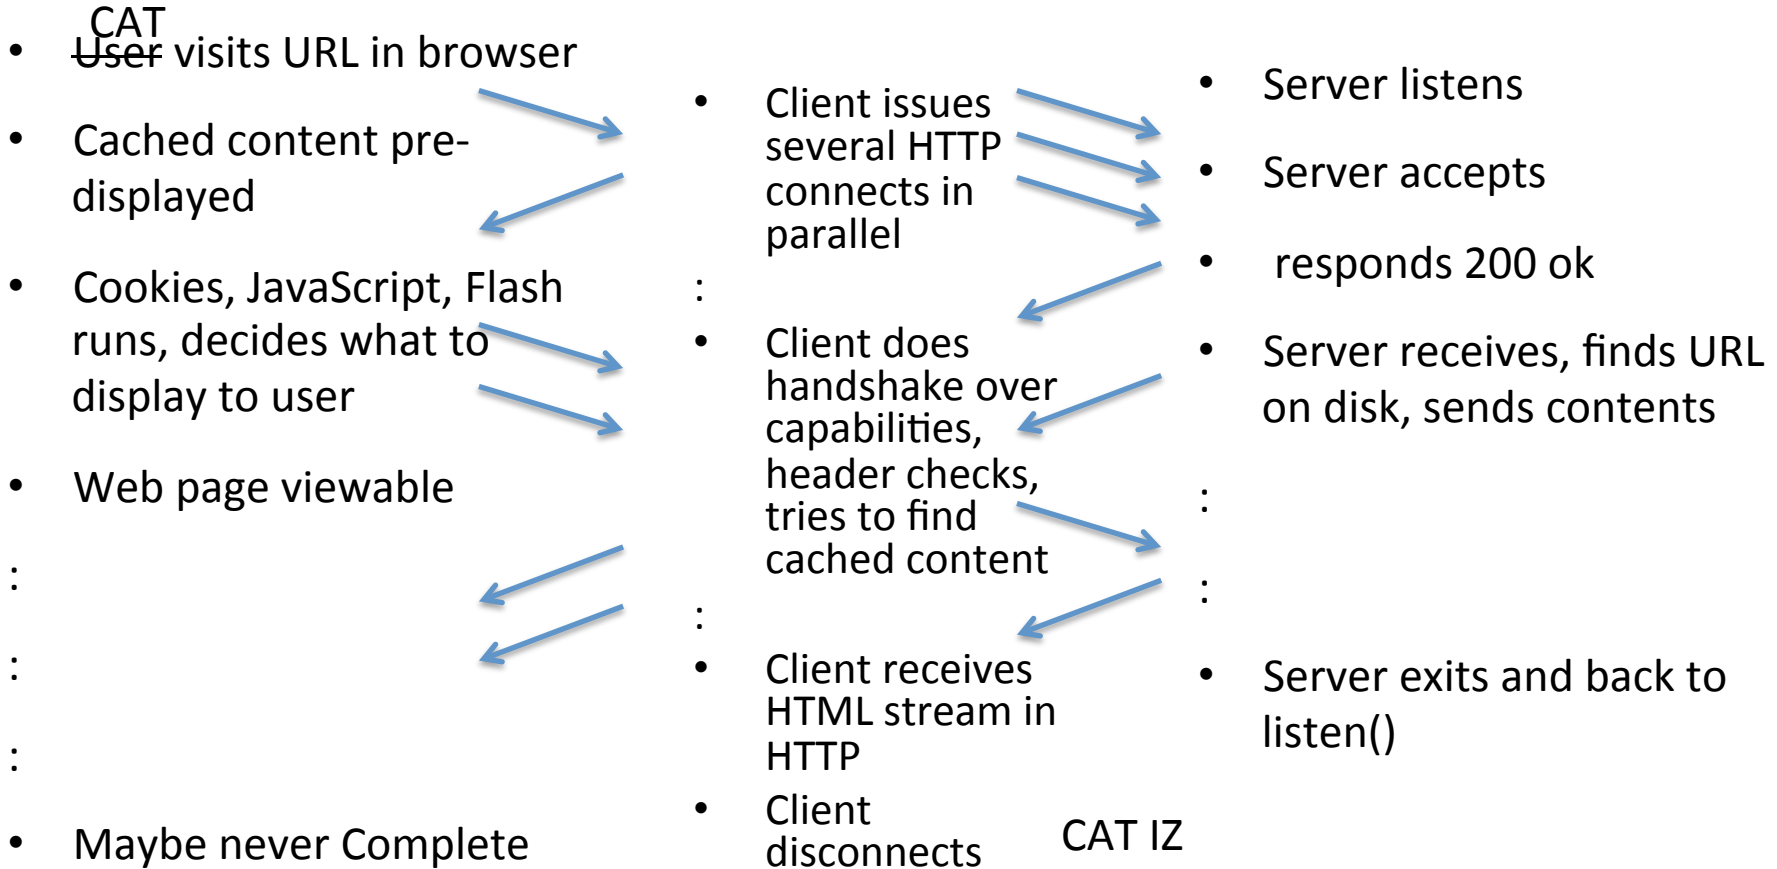 CAT
• User visits URL in browser
• Cached content pre-
displayed
• Cookies, JavaScript, Flash
runs, decides what to
display to user
• Web page viewable
:
:
:
• Maybe never Complete
• Client issues
several HTTP
connects in
parallel
:
• Client does
handshake over
capabilities,
header checks,
tries to find
cached content
:
• Client receives
HTML stream in
HTTP
• Client
disconnects
CAT IZ
• Server listens
• Server accepts
• responds 200 ok
• Server receives, finds URL
on disk, sends contents
:
:
• Server exits and back to
listen()